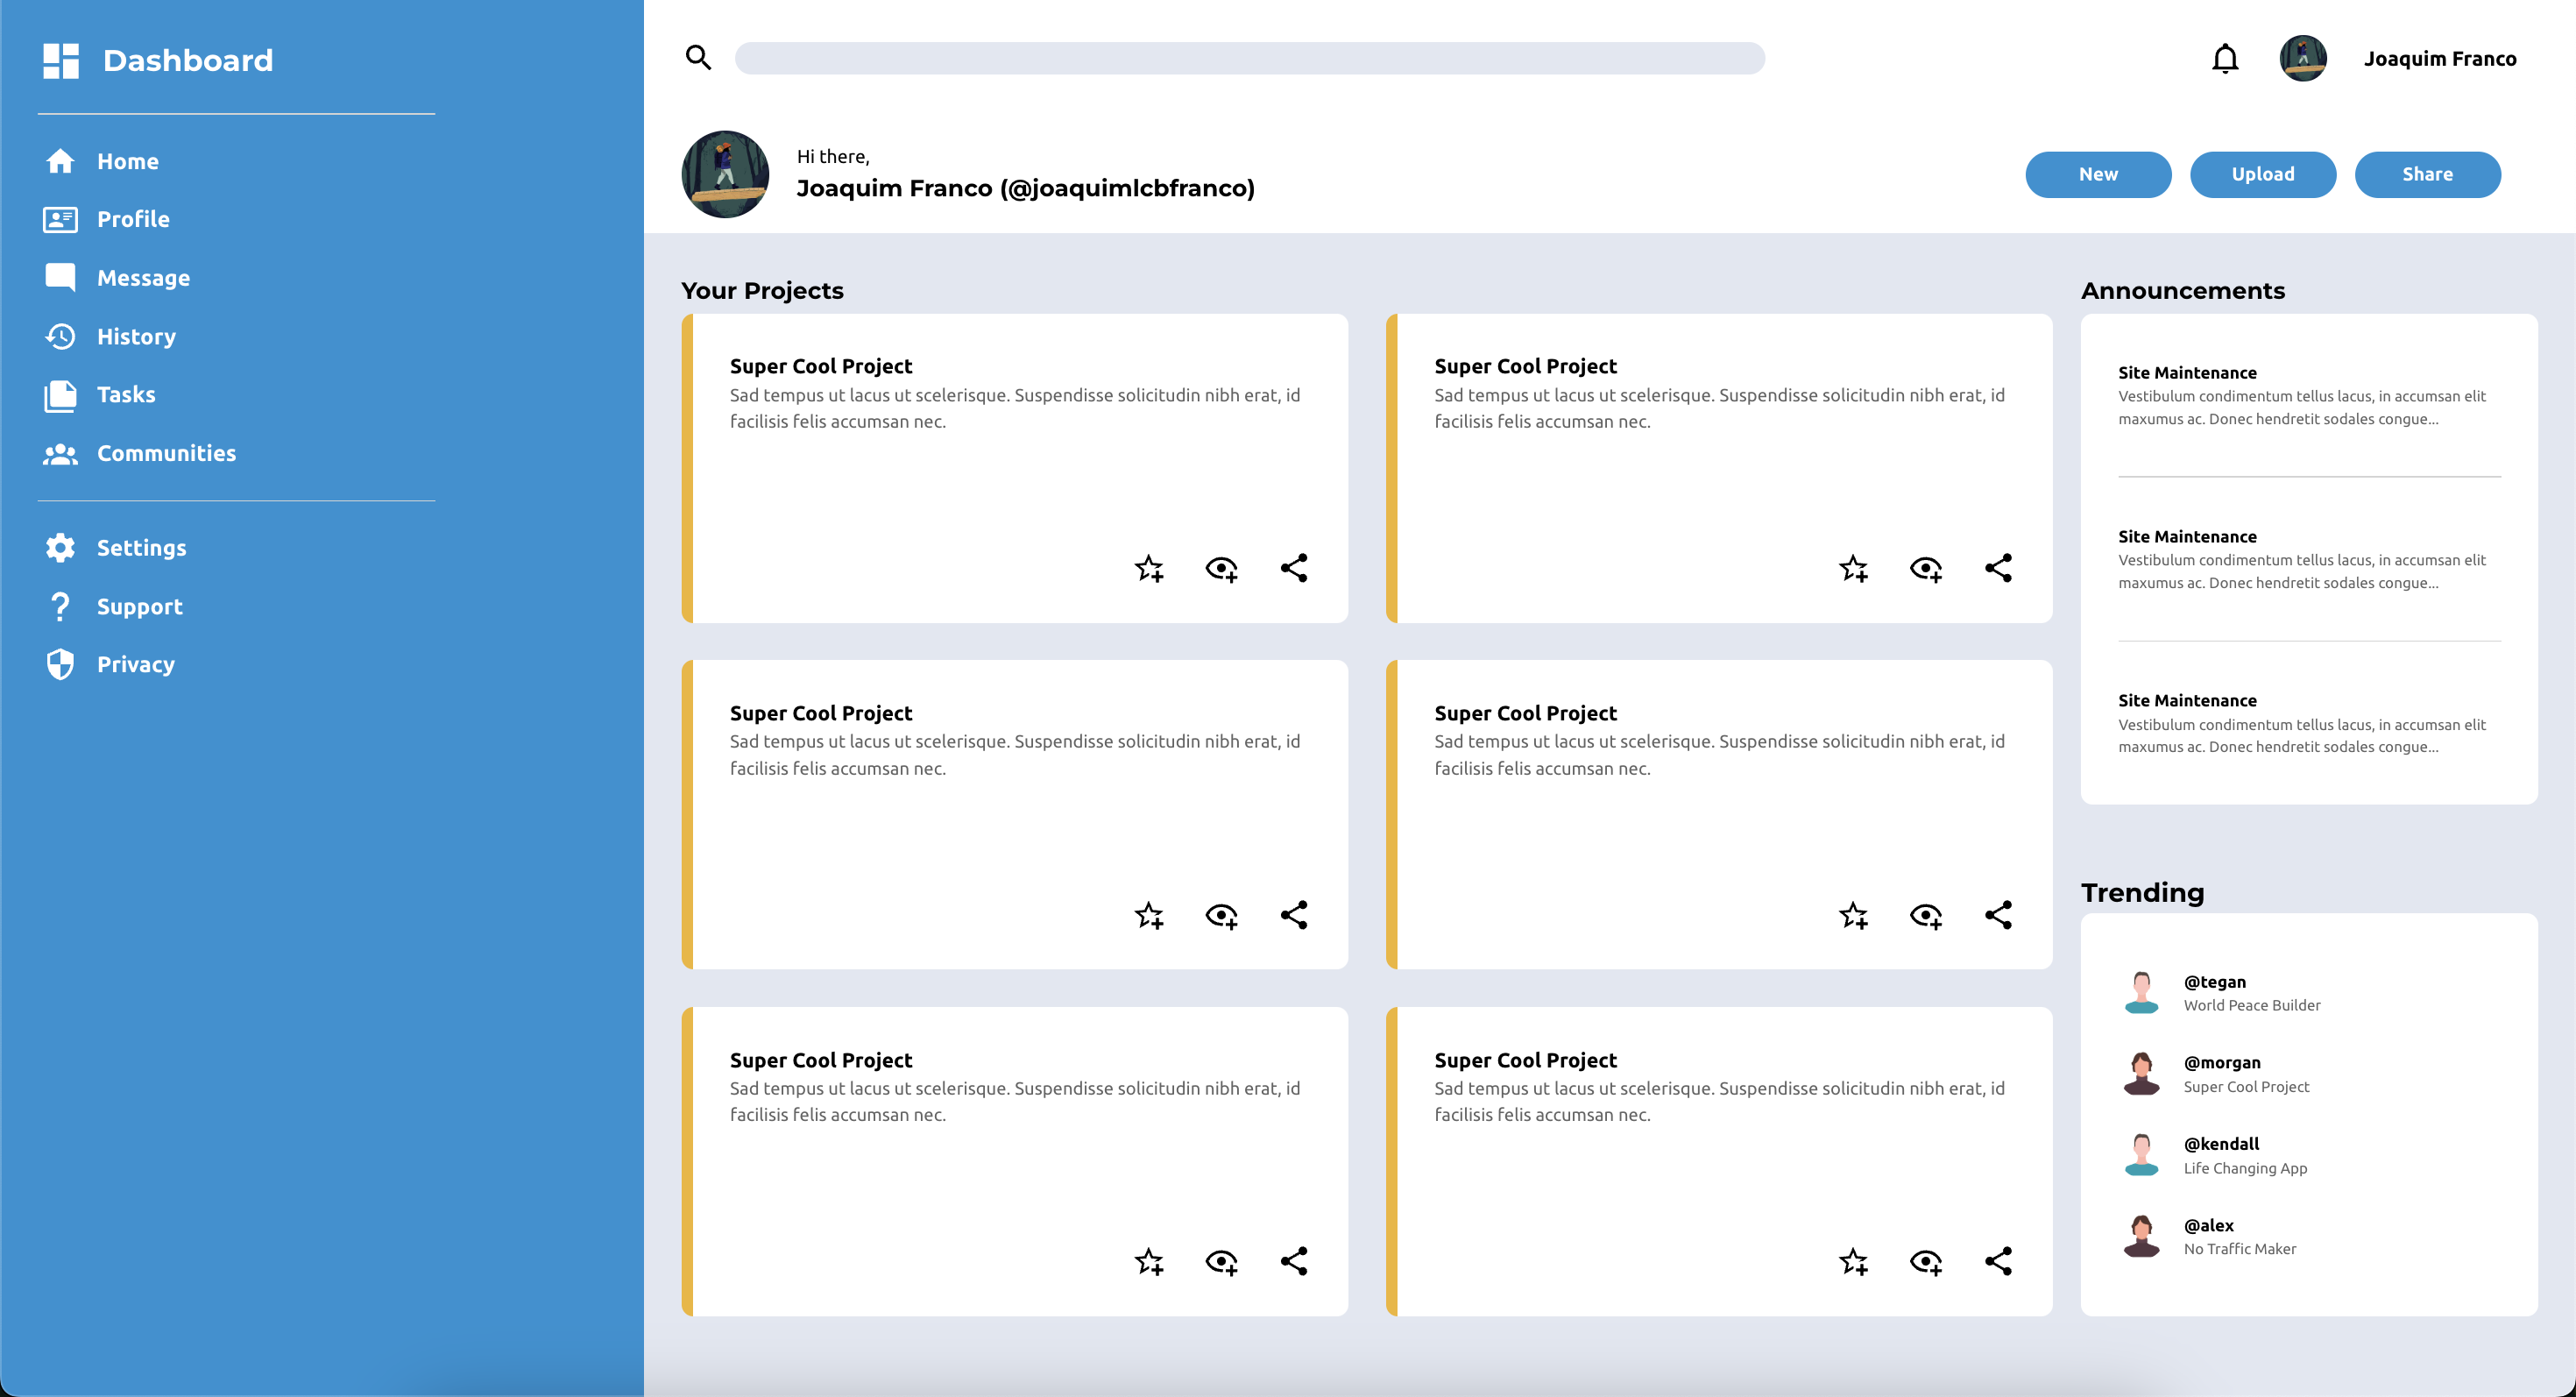 Dashboard
Home
Profile
Message
History
Tasks
Communities
Settings
Support
Privacy
Joaquim Franco
Hi there,
Joaquim Franco (@joaquimlcbfranco)
New
Upload
Share
Your Projects
Super Cool Project
Sad tempus ut lacus ut scelerisque. Suspendisse solicitudin nibh erat, id
facilisis felis accumsan nec.
Super Cool Project
Sad tempus ut lacus ut scelerisque. Suspendisse solicitudin nibh erat, id
facilisis felis accumsan nec.
Super Cool Project
Sad tempus ut lacus ut scelerisque. Suspendisse solicitudin nibh erat, id
facilisis felis accumsan nec.
Super Cool Project
Sad tempus ut lacus ut scelerisque. Suspendisse solicitudin nibh erat, id
facilisis felis accumsan nec.
Super Cool Project
Sad tempus ut lacus ut scelerisque. Suspendisse solicitudin nibh erat, id
facilisis felis accumsan nec.
Super Cool Project
Sad tempus ut lacus ut scelerisque. Suspendisse solicitudin nibh erat, id
facilisis felis accumsan nec.
Announcements
Site Maintenance
Vestibulum condimentum tellus lacus, in accumsan elit
maxumus ac. Donec hendretit sodales congue...
Site Maintenance
Vestibulum condimentum tellus lacus, in accumsan elit
maxumus ac. Donec hendretit sodales congue...
Site Maintenance
Vestibulum condimentum tellus lacus, in accumsan elit
maxumus ac. Donec hendretit sodales congue...
Trending
@tegan
World Peace Builder
@morgan
Super Cool Project
@kendall
Life Changing App
@alex
No Traffic Maker